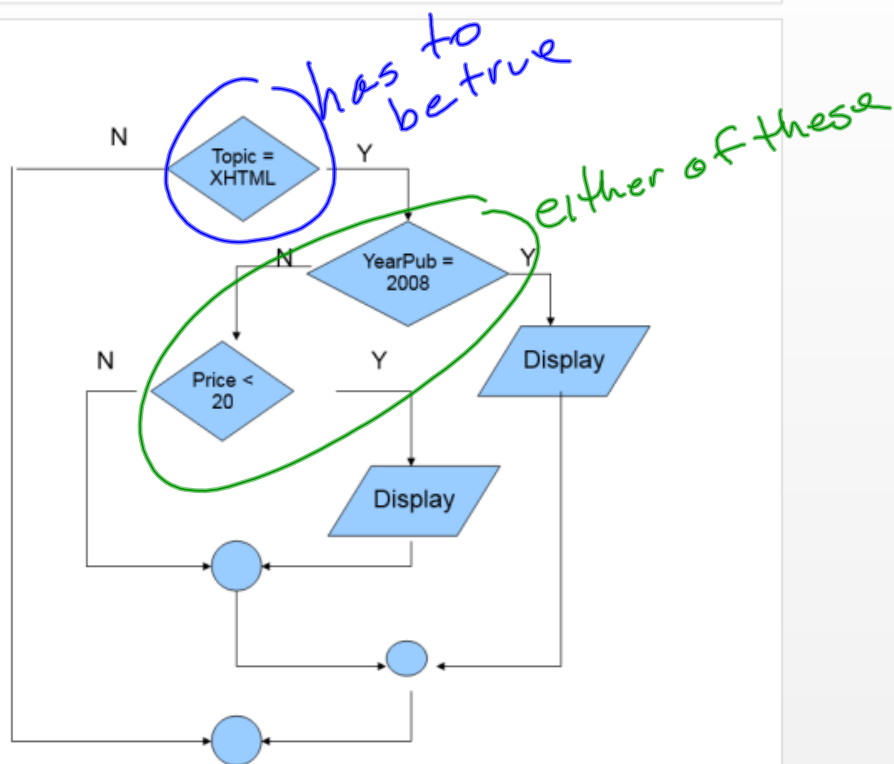 has to
be true
either of these
N
Topic =
XHTML
Y
N
YearPub =
2008
Y
N
Price <
20
Y
Display
Display